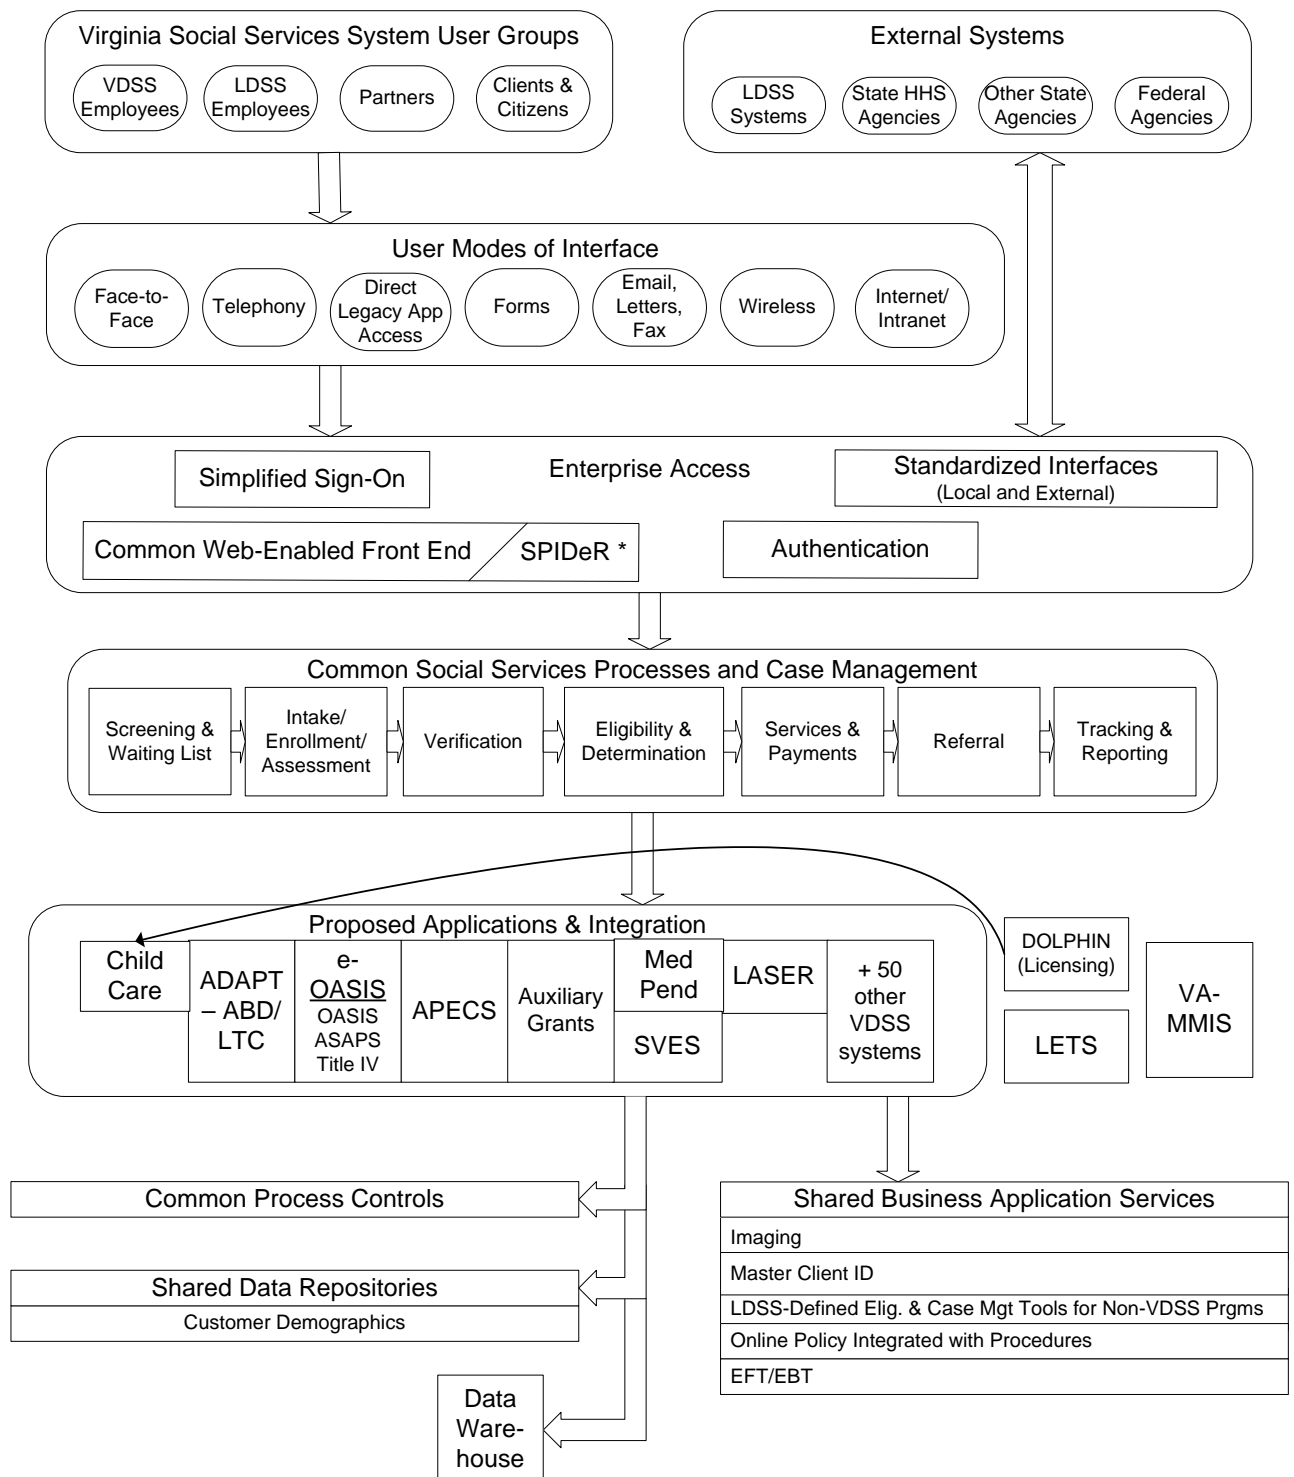 Virginia Social Services System User Groups
VDSS
Employees
LDSS
Employees
Partners
Clients &
Citizens
External Systems
LDSS
Systems
State HHS
Agencies
Other State
Agencies
Federal
Agencies
User Modes of Interface
Face-to-
Face
Telephony
Direct
Legacy App
Access
Forms
Email,
Letters,
Fax
Wireless
Internet/
Intranet
Enterprise Access
Simplified Sign-On
Standardized Interfaces
(Local and External)
Common Web-Enabled Front End
SPIDeR *
Authentication
Common Social Services Processes and Case Management
Screening &
Waiting List
Intake/
Enrollment/
Assessment
Verification
Eligibility &
Determination
Services &
Payments
Referral
Tracking &
Reporting
Proposed Applications & Integration
Child
Care
ADAPT
– ABD/
LTC
e-
OASIS
OASIS
ASAPS
Title IV
APECS
Auxiliary
Grants
Med
Pend
SVES
LASER
+ 50
other
VDSS
systems
DOLPHIN
(Licensing)
LETS
VA-
MMIS
Common Process Controls
Shared Data Repositories
Customer Demographics
Data
Ware-
house
Shared Business Application Services
Imaging
Master Client ID
LDSS-Defined Elig. & Case Mgt Tools for Non-VDSS Prgms
Online Policy Integrated with Procedures
EFT/EBT